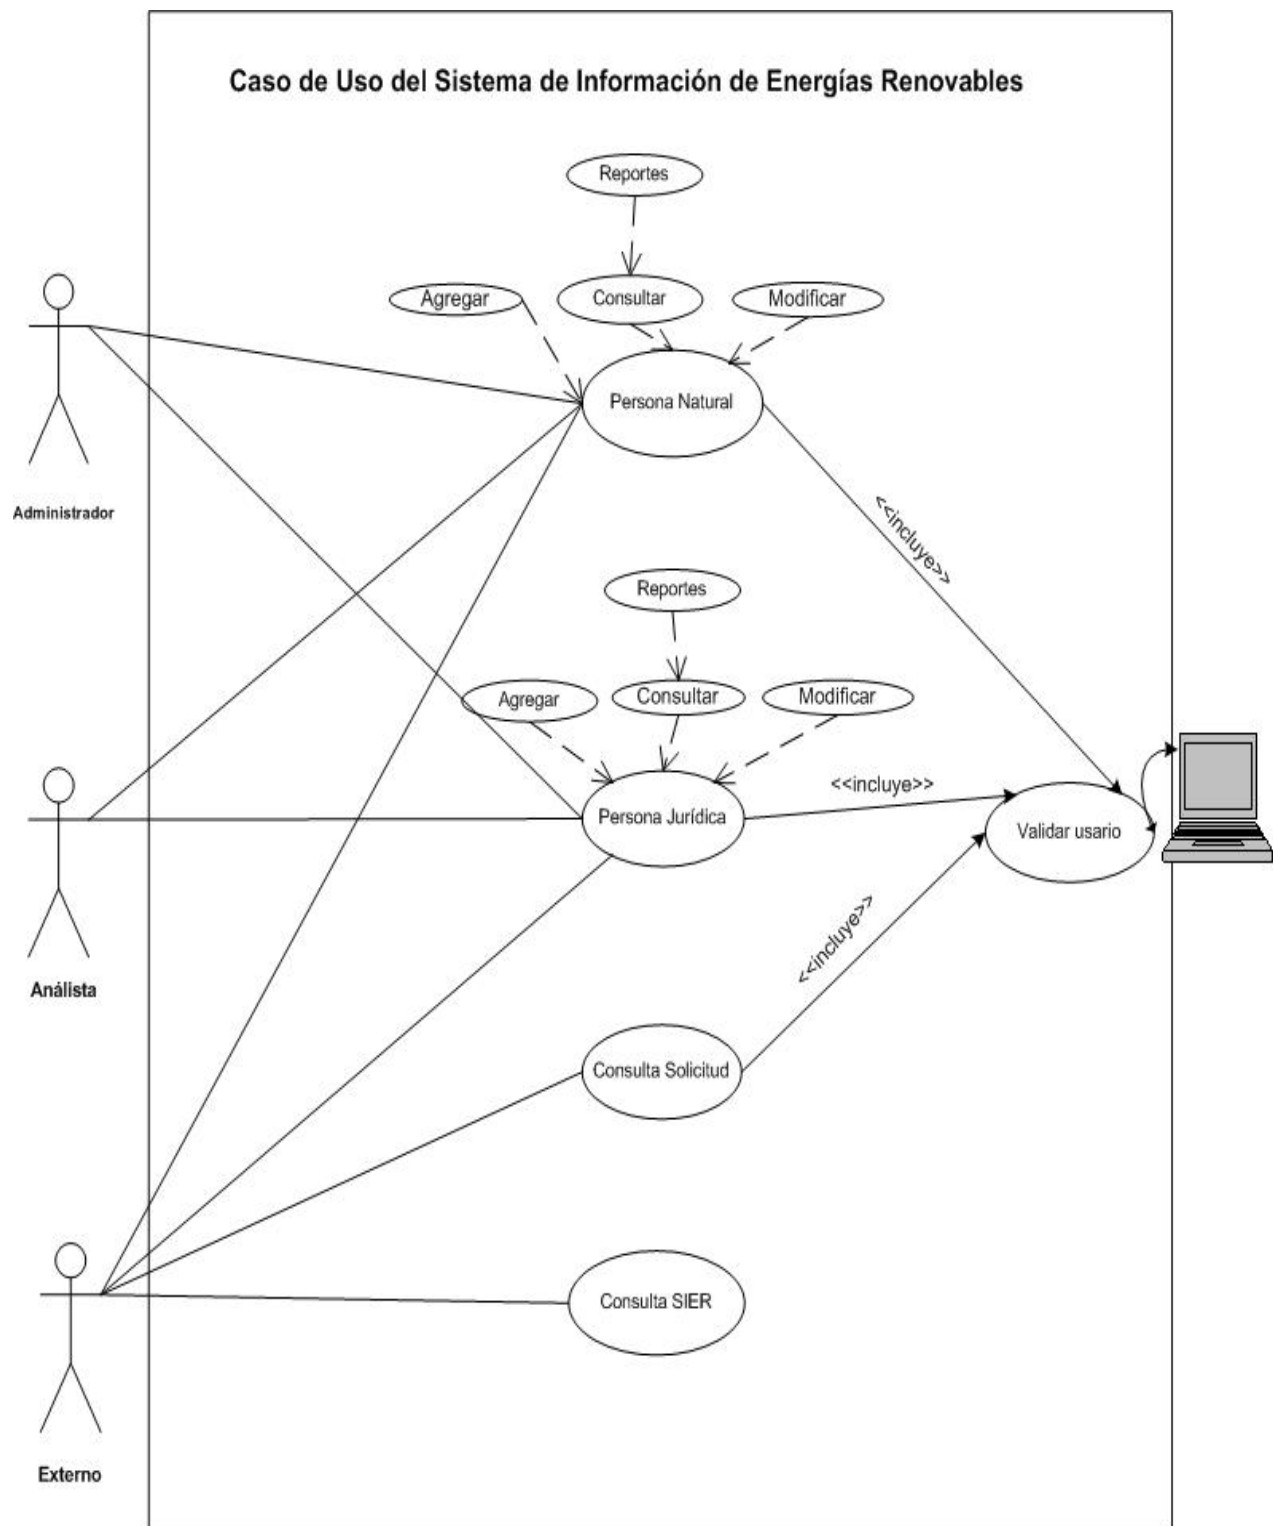 Caso de Uso del Sistema de Información de Energías Renovables
Reportes
Agregar
Consultar
Modificar
Persona Natural
Administrador
<<incluye>>
Reportes
Agregar
Consultar
Modificar
<<incluye>>
Persona Jurídica
Validar usario
<<incluye>>
Análista
Consulta Solicitud
Consulta SIER
Externo